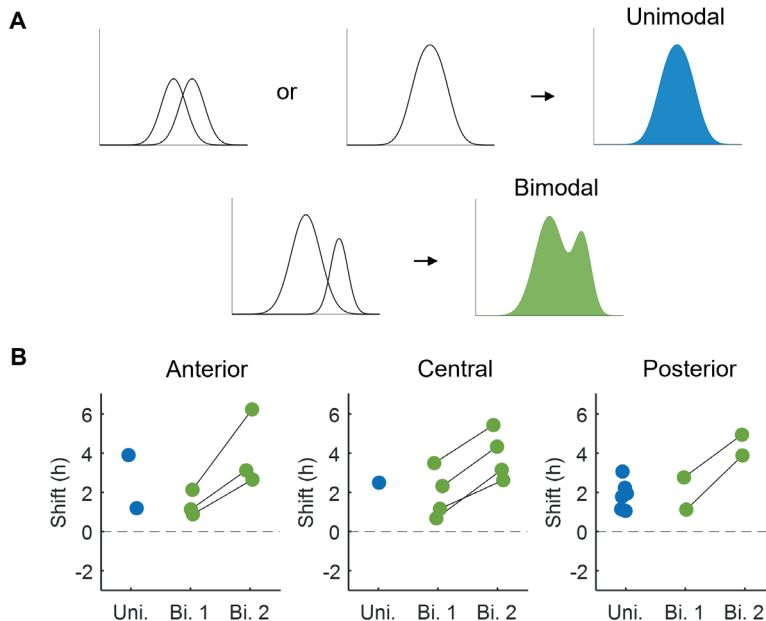 A
Unimodal
or
Bimodal
B
Anterior
Central
Posterior
Shift (h)
6
4
2
0
-2
Uni. Bi. 1 Bi. 2
Shift (h)
6
4
2
0
-2
Uni. Bi. 1 Bi. 2
Shift (h)
6
4
2
0
-2
Uni. Bi. 1 Bi. 2